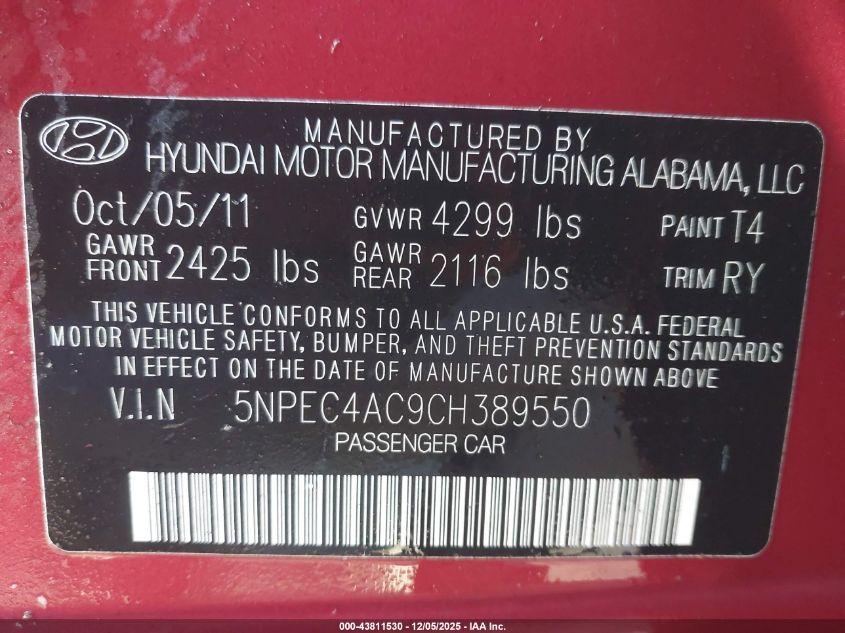 MANUFACTURED BY
HYUNDAI MOTOR MANUFACTURING ALABAMA, LLC
Oct/05/11 GVWR 4299 lbs PAINT T4
GAWR FRONT 2425 lbs GAWR REAR 2116 lbs TRIM RY
THIS VEHICLE CONFORMS TO ALL APPLICABLE U.S.A. FEDERAL
MOTOR VEHICLE SAFETY, BUMPER, AND THEFT PREVENTION STANDARDS
IN EFFECT ON THE DATE OF MANUFACTURE SHOWN ABOVE
V.I.N 5NPEC4AC9CH389550
PASSENGER CAR
000-43811530 - 12/05/2025 - IAA Inc.